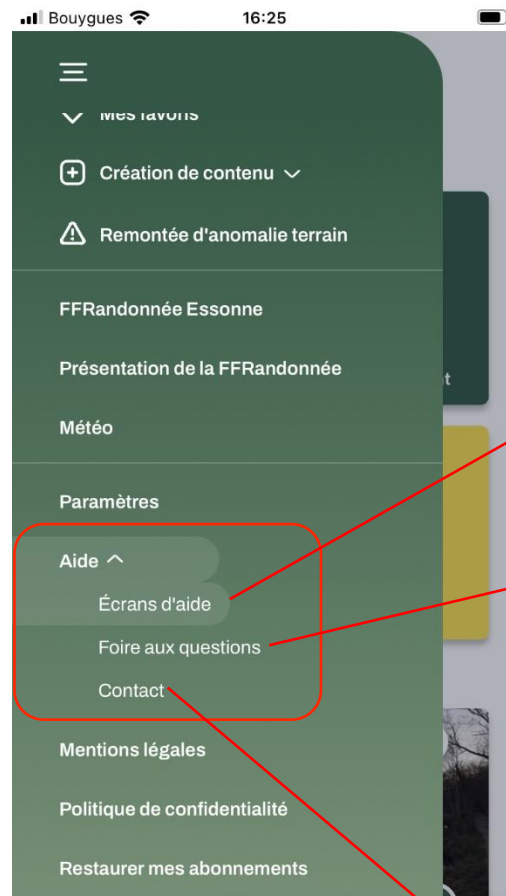 Bouygues 16:25
Mes favoris
Création de contenu
Remontée d'anomalie terrain
FFRandonnée Essonne
Présentation de la FFRandonnée
t
Météo
Paramètres
Aide
Écrans d'aide
Foire aux questions
Contact
Mentions légales
Politique de confidentialité
Restaurer mes abonnements